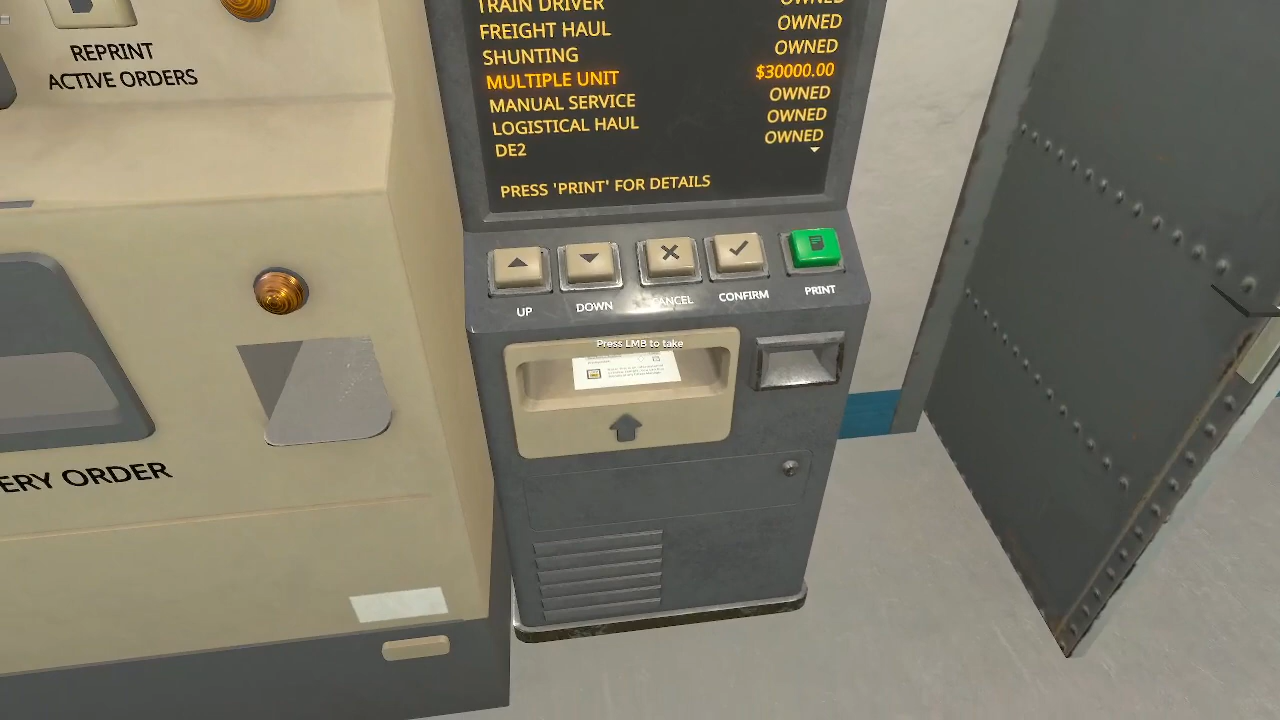 REPRINT
ACTIVE ORDERS
ERY ORDER
TRAIN DRIVER OWNED
FREIGHT HAUL OWNED
SHUNTING OWNED
MULTIPLE UNIT $30000.00
MANUAL SERVICE OWNED
LOGISTICAL HAUL OWNED
DE2 OWNED
PRESS 'PRINT' FOR DETAILS
UP DOWN CANCEL CONFIRM PRINT
Press LMB to take